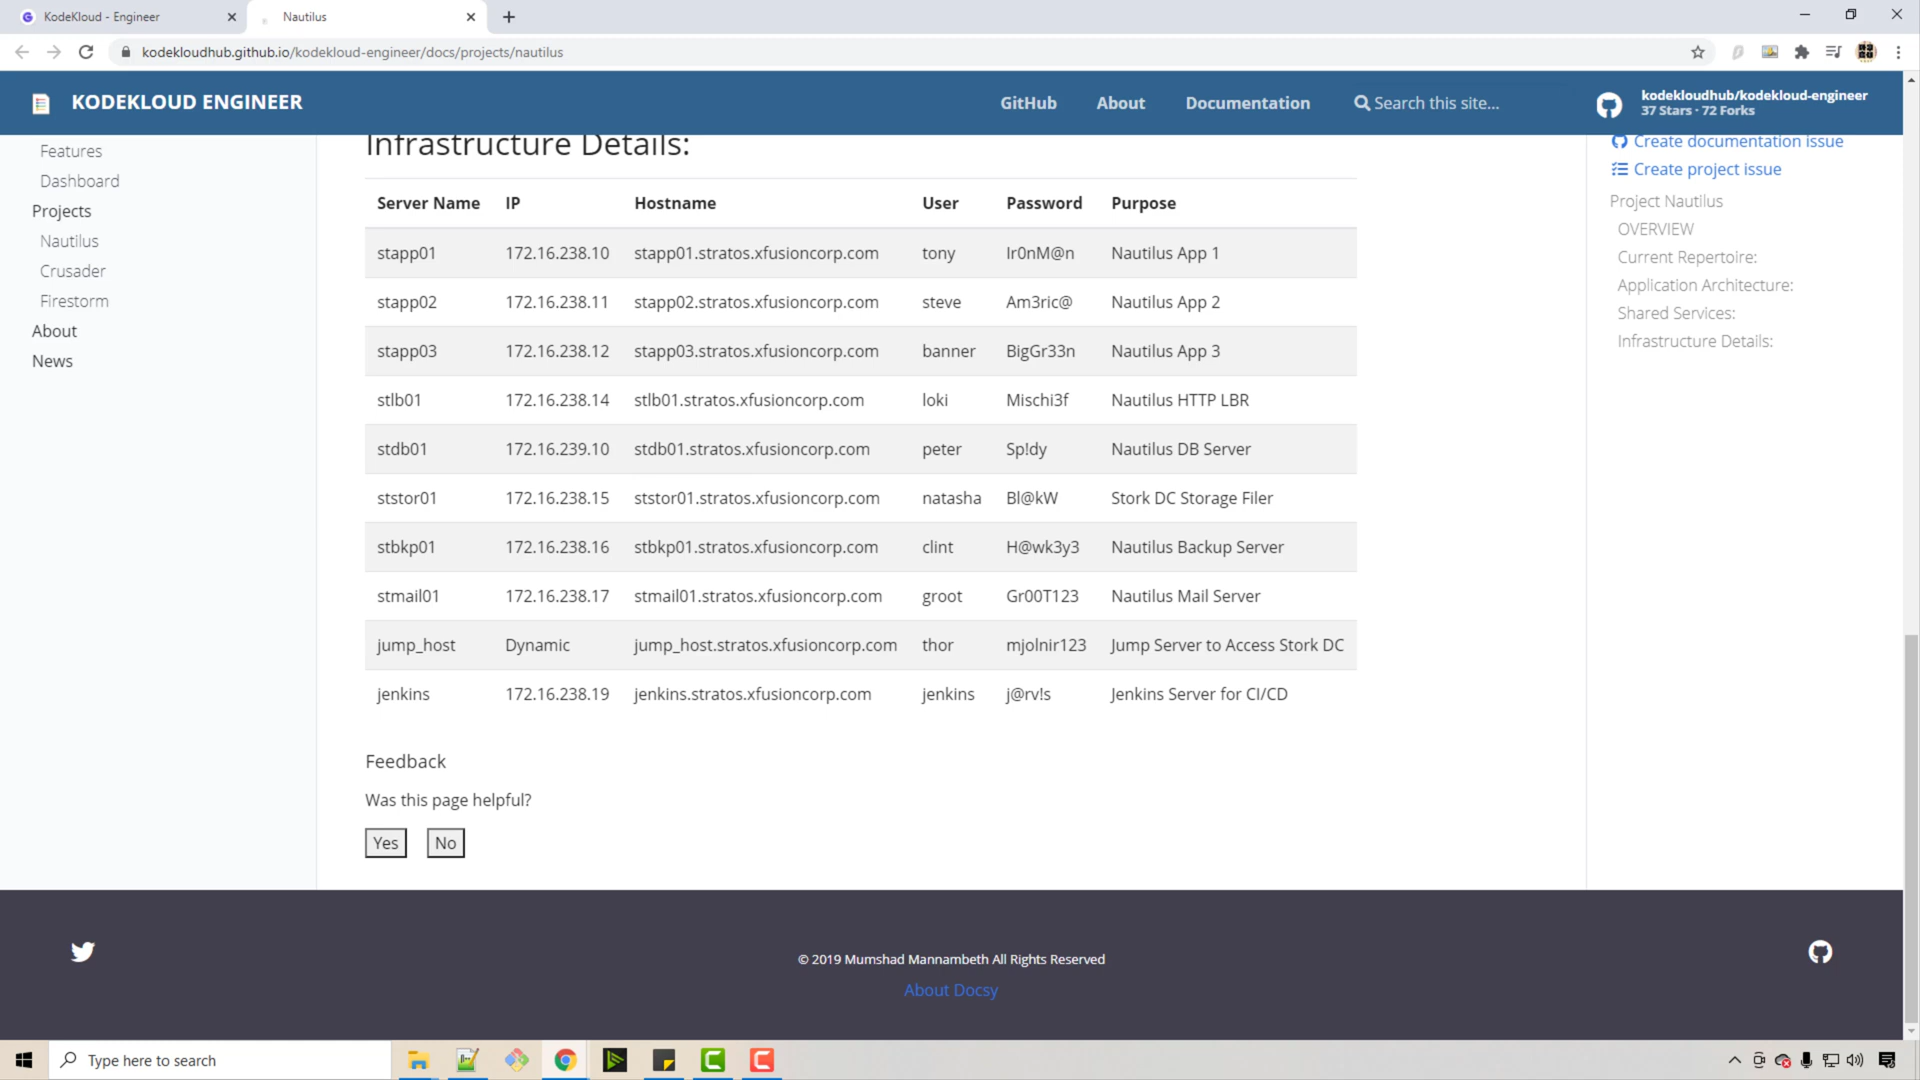 KodeKloud - Engineer
Nautilus
kodekloudhub.github.io/kodekloud-engineer/docs/projects/nautilus
KODEKLOUD ENGINEER
GitHub About Documentation Search this site...
kodekloudhub/kodekloud-engineer
37 Stars · 72 Forks
Features
Dashboard
Projects
Nautilus
Crusader
Firestorm
About
News
Infrastructure Details:
Server Name IP Hostname User Password Purpose
stapp01 172.16.238.10 stapp01.stratos.xfusioncorp.com tony Ir0nM@n Nautilus App 1
stapp02 172.16.238.11 stapp02.stratos.xfusioncorp.com steve Am3ric@ Nautilus App 2
stapp03 172.16.238.12 stapp03.stratos.xfusioncorp.com banner BigGr33n Nautilus App 3
stlb01 172.16.238.14 stlb01.stratos.xfusioncorp.com loki Mischi3f Nautilus HTTP LBR
stdb01 172.16.239.10 stdb01.stratos.xfusioncorp.com peter Sp!dy Nautilus DB Server
ststor01 172.16.238.15 ststor01.stratos.xfusioncorp.com natasha Bl@kW Stork DC Storage Filer
stbkp01 172.16.238.16 stbkp01.stratos.xfusioncorp.com clint H@wk3y3 Nautilus Backup Server
stmail01 172.16.238.17 stmail01.stratos.xfusioncorp.com groot Gr00T123 Nautilus Mail Server
jump_host Dynamic jump_host.stratos.xfusioncorp.com thor mjolnir123 Jump Server to Access Stork DC
jenkins 172.16.238.19 jenkins.stratos.xfusioncorp.com jenkins j@rv!s Jenkins Server for CI/CD
Feedback
Was this page helpful?
Yes No
Create documentation issue
Create project issue
Project Nautilus
OVERVIEW
Current Repertoire:
Application Architecture:
Shared Services:
Infrastructure Details:
© 2019 Mumshad Mannambeth All Rights Reserved
About Docsy
Type here to search